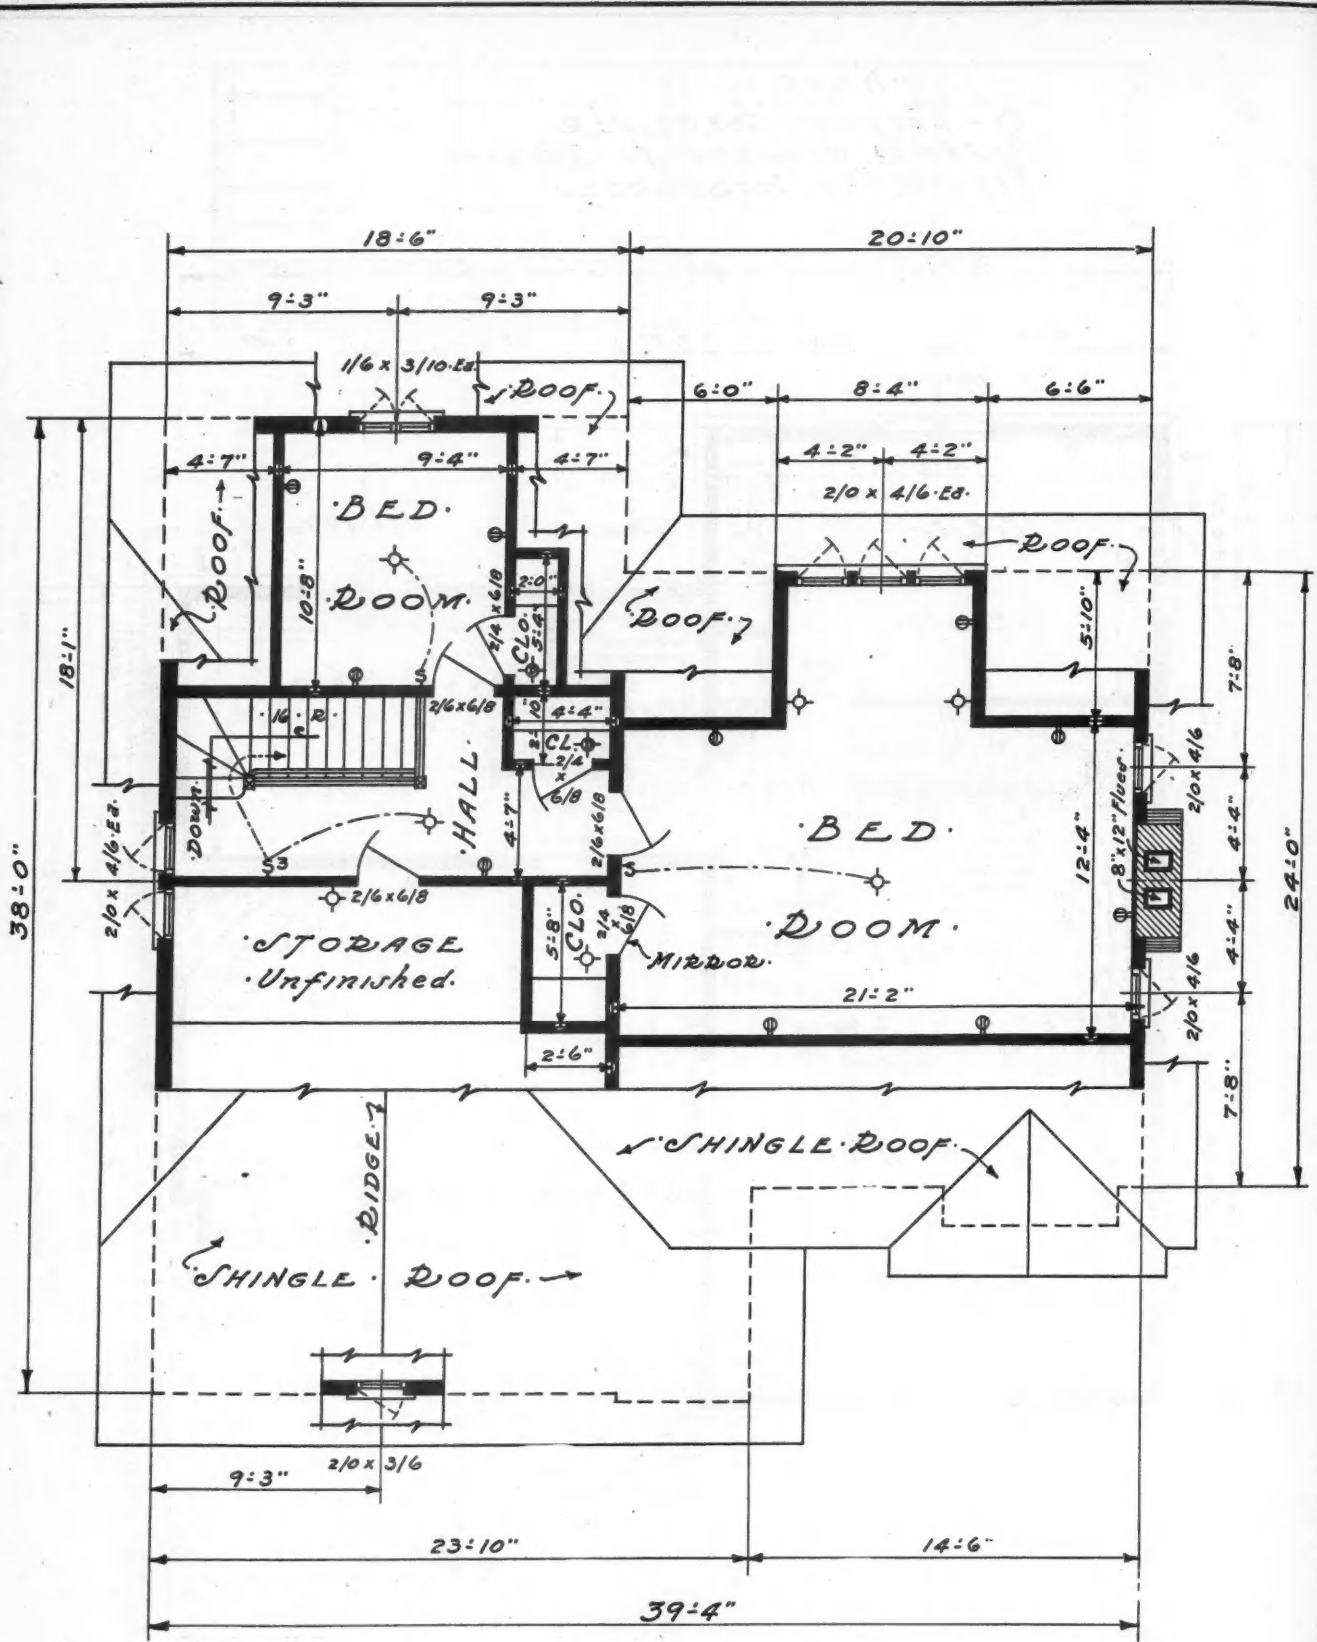 18'-6"
20'-10"
9'-3"
9'-3"
1/6 x 3/10·Ea.
·ROOF·
6'-0"
8'-4"
6'-6"
4'-7"
9'-4"
4'-7"
4'-2"
4'-2"
2/0 x 4/6·Ea.
·BED·
·ROOM·
·ROOF·
10'-8"
18'-1"
38'-0"
2/4 x 6/8
2'-0"
CLO.
5'-4"
·ROOF·
·ROOF·
5'-10"
7'-8"
·16·R·
2/6x6/8
2'-10"
4'-4"
CL.
2/4
x
6/8
·HALL·
4'-7"
2/6x6/8
·DOWN·
2/0 x 4/6·Ea.
S3
S
S
·BED·
·ROOM·
12'-4"
8"x12"Flues
2/0x4/6
4'-4"
4'-4"
24'-0"
2/6x6/8
·STORAGE
·Unfinished.
5'-8"
CLO.
2/4
x
6/8
MIRROR·
21'-2"
2/0x4/6
2'-6"
7'-8"
·RIDGE·
·SHINGLE·ROOF·
·SHINGLE· ROOF·
2/0 x 3/6
9'-3"
23'-10"
14'-6"
39'-4"